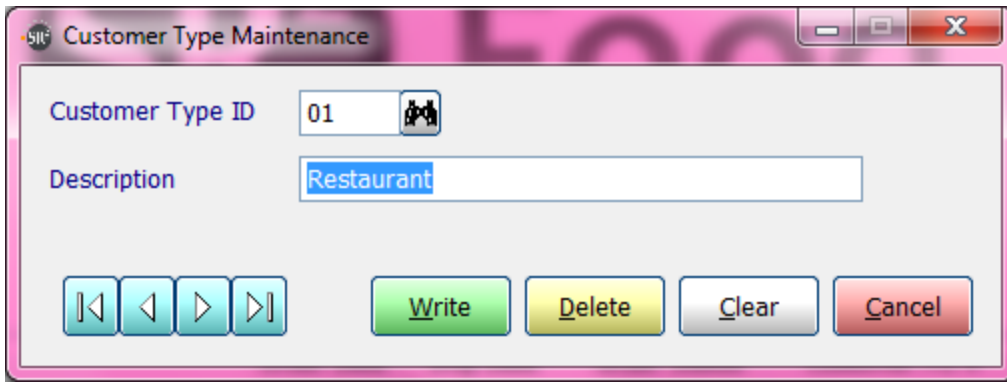 Customer Type Maintenance
Customer Type ID 01
Description Restaurant
Write Delete Clear Cancel